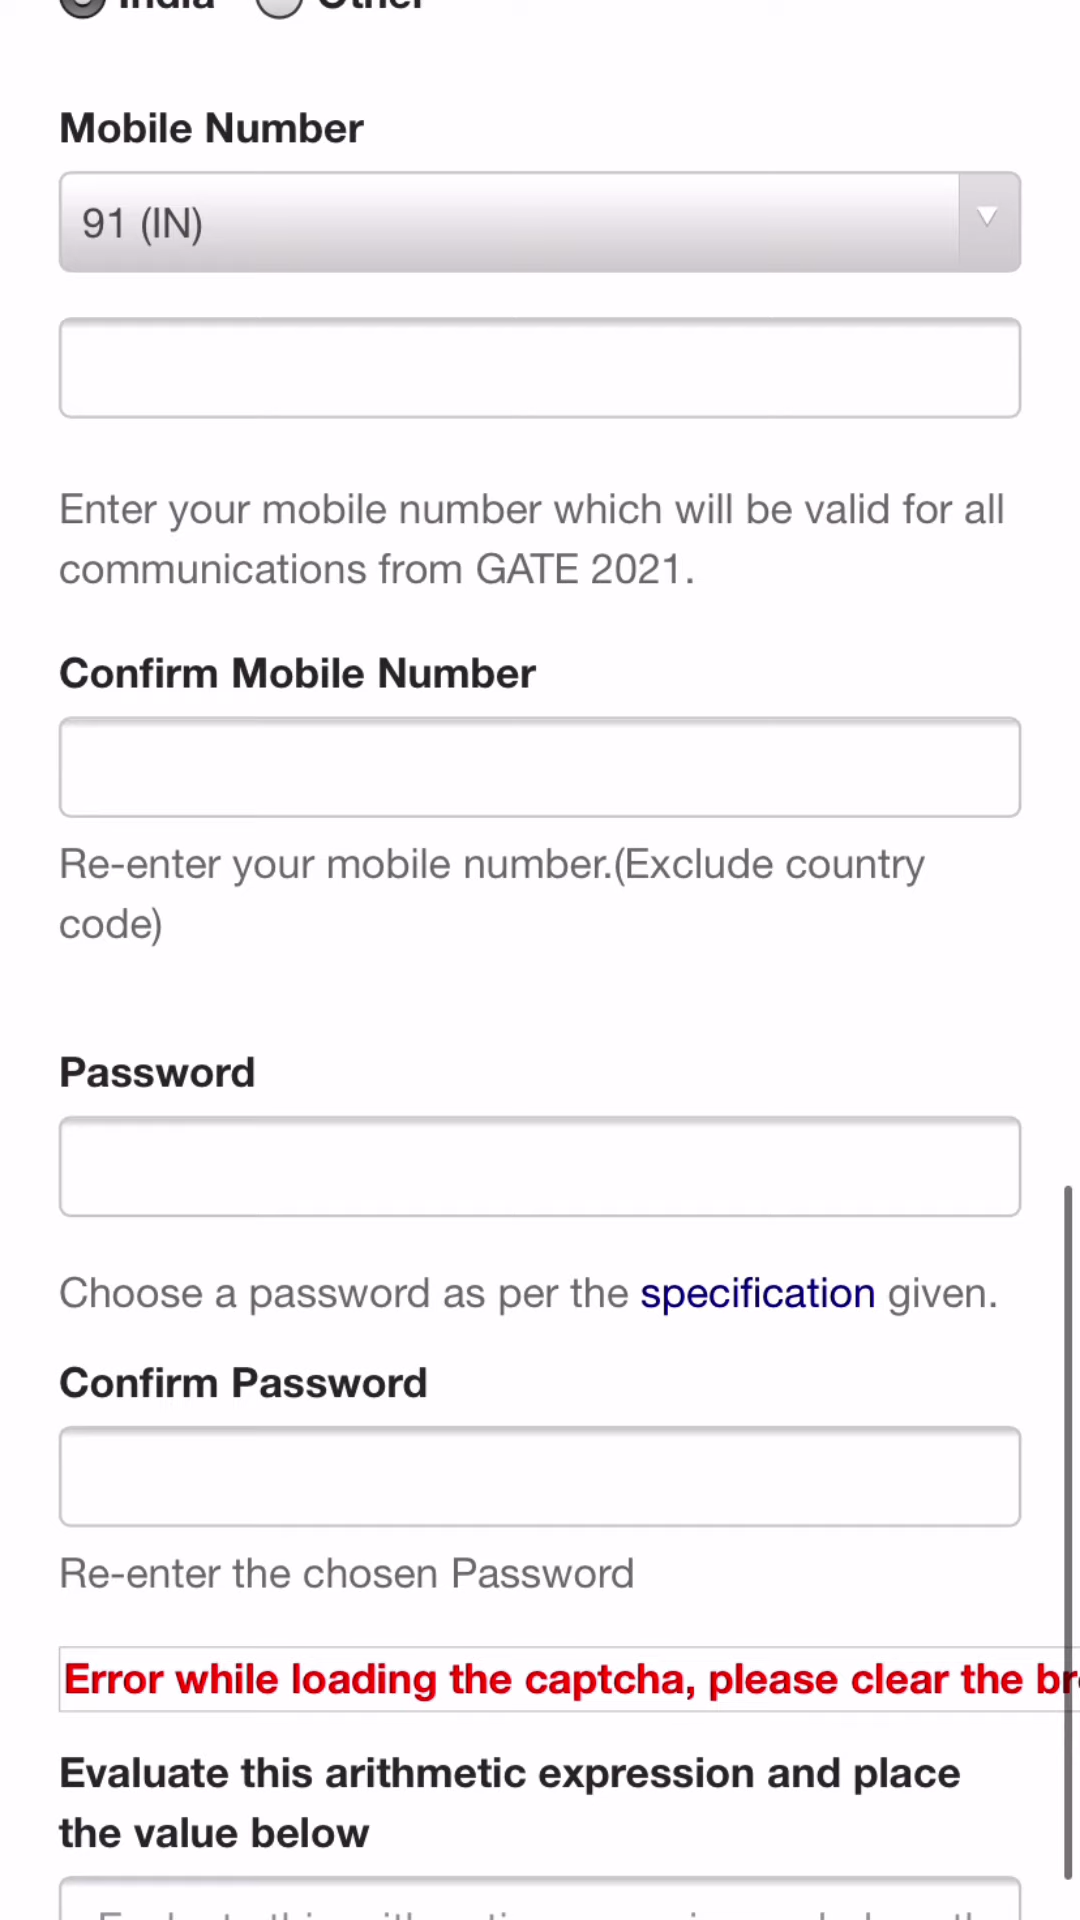 India Other
Mobile Number
91 (IN)
Enter your mobile number which will be valid for all
communications from GATE 2021.
Confirm Mobile Number
Re-enter your mobile number.(Exclude country
code)
Password
Choose a password as per the specification given.
Confirm Password
Re-enter the chosen Password
Error while loading the captcha, please clear the
Evaluate this arithmetic expression and place
the value below